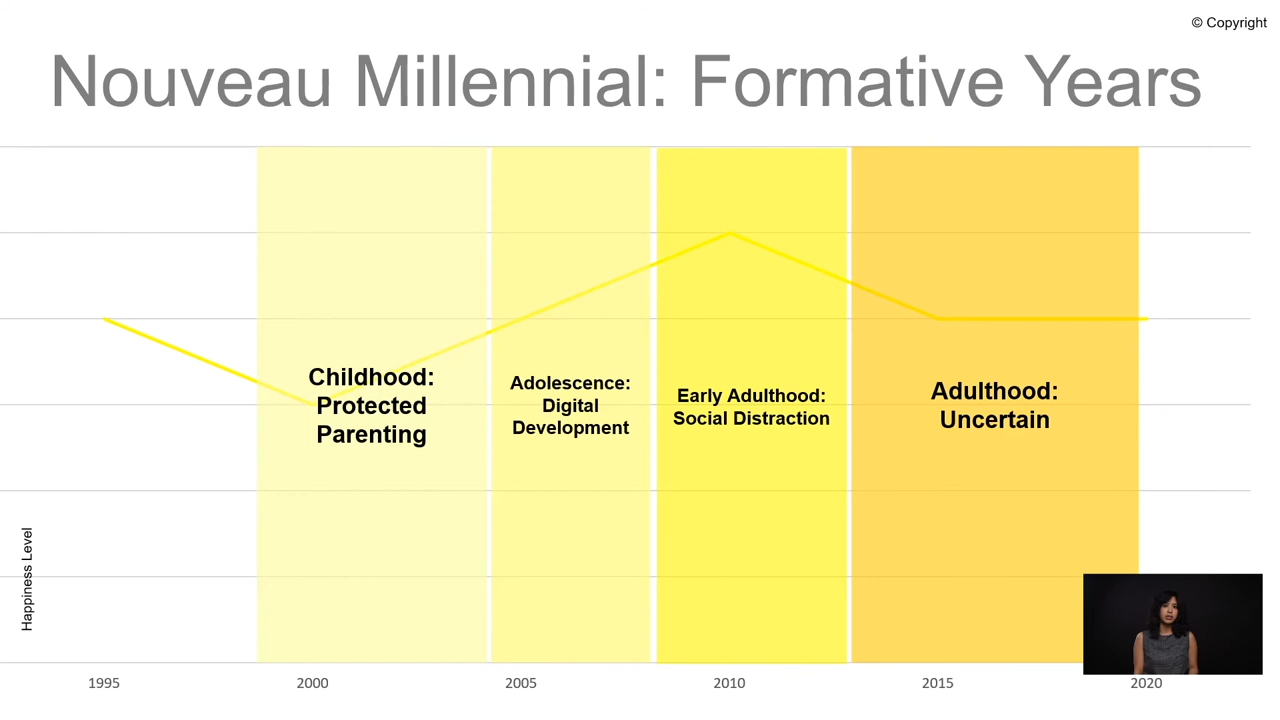 © Copyright
Nouveau Millennial: Formative Years
Childhood:
Protected
Parenting
Adolescence:
Digital
Development
Early Adulthood:
Social Distraction
Adulthood:
Uncertain
Happiness Level
1995
2000
2005
2010
2015
2020